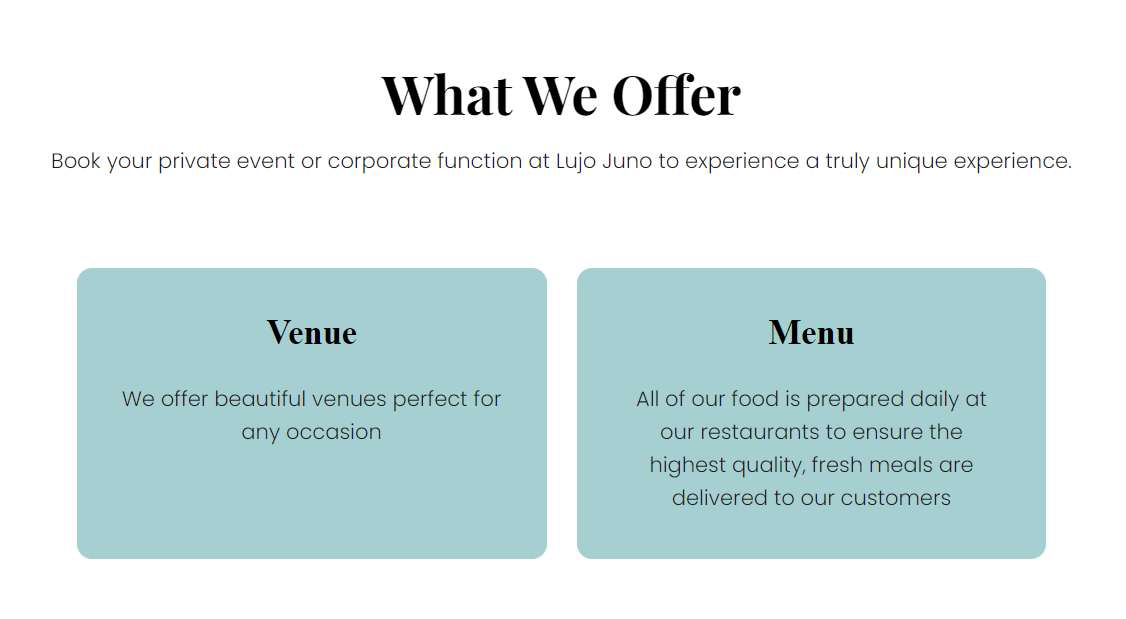 What We Offer
Book your private event or corporate function at Lujo Juno to experience a truly unique experience.
Venue
We offer beautiful venues perfect for
any occasion
Menu
All of our food is prepared daily at
our restaurants to ensure the
highest quality, fresh meals are
delivered to our customers